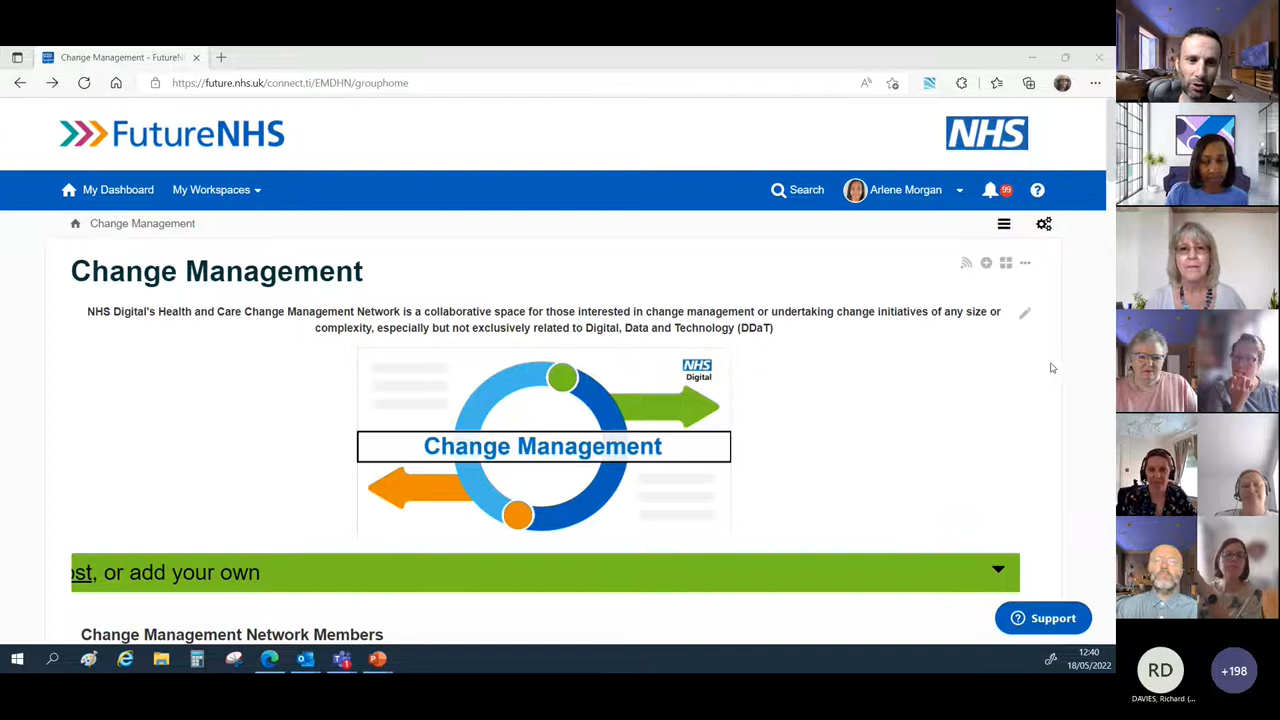 Change Management - FutureN
https://future.nhs.uk/connect.ti/EMDHN/grouphome
FutureNHS
NHS
My Dashboard
My Workspaces
Search
Arlene Morgan
99
Change Management
Change Management
NHS Digital's Health and Care Change Management Network is a collaborative space for those interested in change management or undertaking change initiatives of any size or
complexity, especially but not exclusively related to Digital, Data and Technology (DDaT)
NHS
Digital
Change Management
ost, or add your own
Support
Change Management Network Members
12:40
18/05/2022
RD
+198
DAVIES, Richard (...